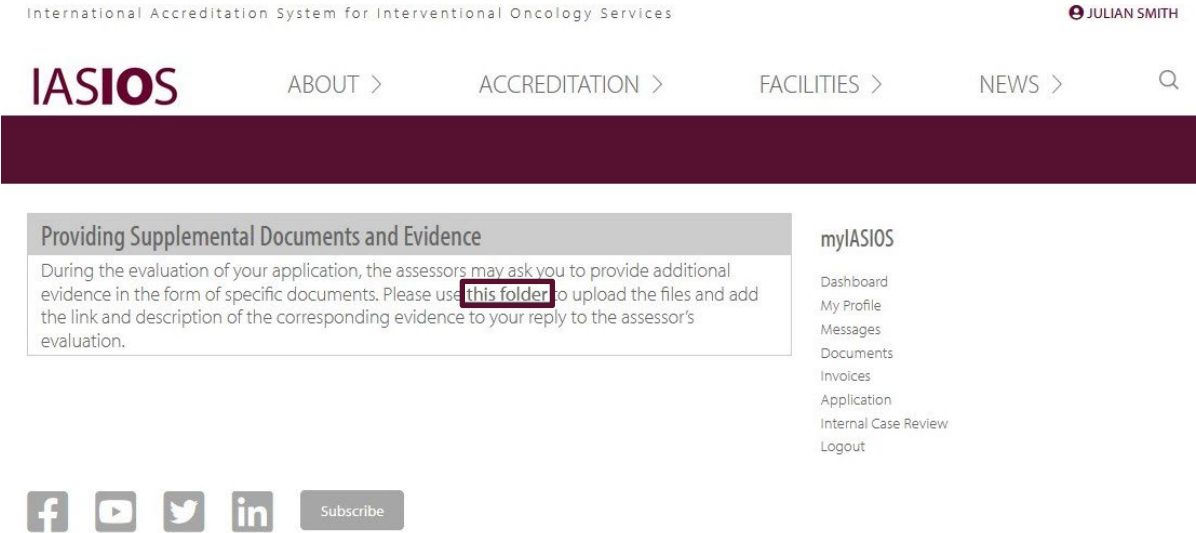 International Accreditation System for Interventional Oncology Services
JULIAN SMITH
IASIOS
ABOUT >
ACCREDITATION >
FACILITIES >
NEWS >
Providing Supplemental Documents and Evidence
During the evaluation of your application, the assessors may ask you to provide additional
evidence in the form of specific documents. Please use this folder to upload the files and add
the link and description of the corresponding evidence to your reply to the assessor's
evaluation.
myIASIOS
Dashboard
My Profile
Messages
Documents
Invoices
Application
Internal Case Review
Logout
Subscribe